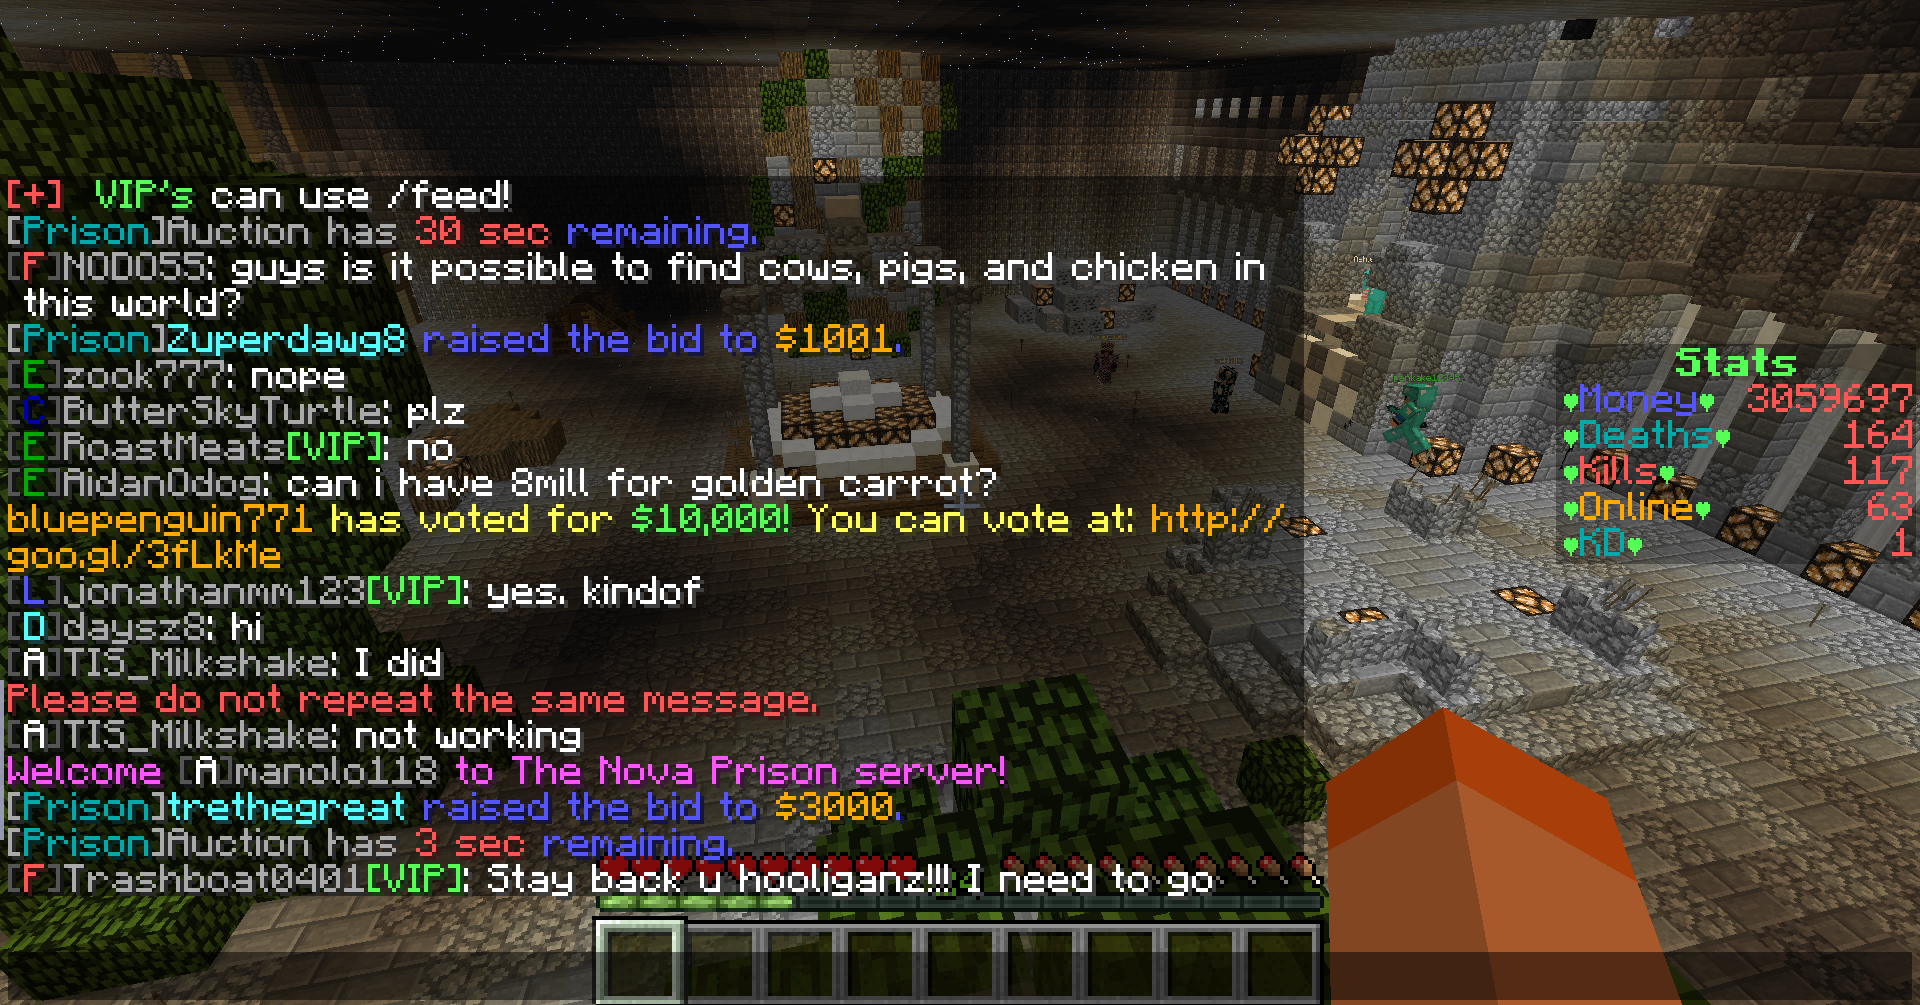 [+]  VIP's can use /feed!
[Prison]Auction has 30 sec remaining.
[F]NODO55: guys is it possible to find cows, pigs, and chicken in
this world?
[Prison]Zuperdawg8 raised the bid to $1001.
[E]zook777: nope
[C]ButterSkyTurtle: plz
[E]RoastMeats[VIP]: no
[E]AidanOdog: can i have 8mill for golden carrot?
bluepenguin771 has voted for $10,000! You can vote at: http://
goo.gl/3fLkMe
[L]jonathanmm123[VIP]: yes. kindof
[D]daysz8: hi
[A]TIS_Milkshake: I did
Please do not repeat the same message.
[A]TIS_Milkshake: not working
Welcome [A]manolo118 to The Nova Prison server!
[Prison]trethegreat raised the bid to $3000.
[Prison]Auction has 3 sec remaining.
[F]Trashboat0401[VIP]: Stay back u hooliganz!!! I need to go
Stats
♥Money♥ 3059697
♥Deaths♥ 164
♥Kills♥ 117
♥Online♥ 63
♥KD♥ 1